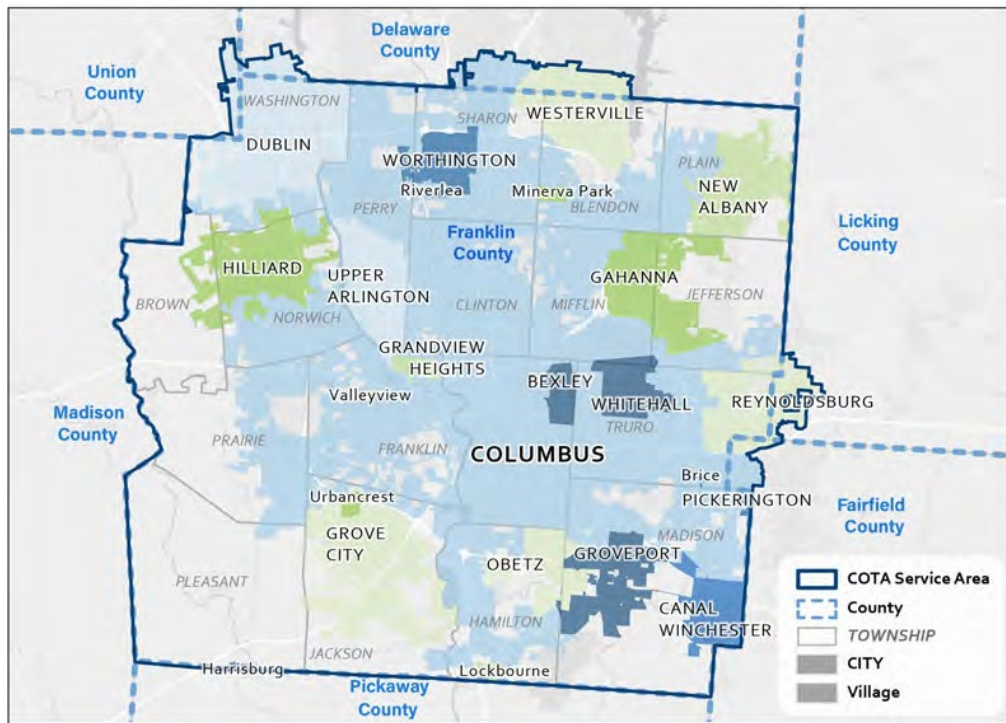 Delaware
County
Union
County
WASHINGTON
SHARON
WESTERVILLE
DUBLIN
WORTHINGTON
PLAIN
Riverlea
Minerva Park
NEW
ALBANY
PERRY
BLENDON
Franklin
County
Licking
County
HILLIARD
UPPER
ARLINGTON
GAHANNA
BROWN
NORWICH
CLINTON
MIFFLIN
JEFFERSON
GRANDVIEW
HEIGHTS
BEXLEY
Valleyview
WHITEHALL
REYNOLDSBURG
Madison
County
TRURO
PRAIRIE
FRANKLIN
COLUMBUS
Brice
Urbancrest
PICKERINGTON
Fairfield
County
GROVE
CITY
MADISON
GROVEPORT
OBETZ
PLEASANT
CANAL
WINCHESTER
HAMILTON
JACKSON
Harrisburg
Lockbourne
Pickaway
County
COTA Service Area
County
TOWNSHIP
CITY
Village